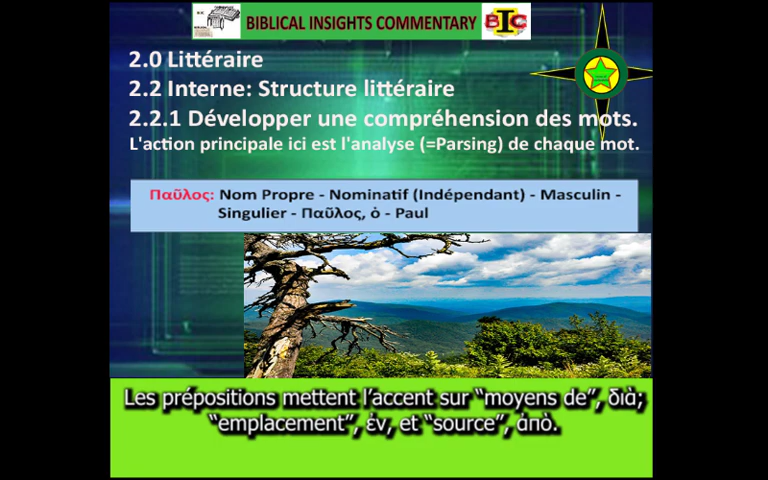 BIBLICAL INSIGHTS COMMENTARY
BIC
2.0 Littéraire
2.2 Interne: Structure littéraire
2.2.1 Développer une compréhension des mots.
L'action principale ici est l'analyse (=Parsing) de chaque mot.
Παῦλος: Nom Propre - Nominatif (Indépendant) - Masculin -
Singulier - Παῦλος, ὁ - Paul
Les prépositions mettent l’accent sur “moyens de”, διὰ;
“emplacement”, ἐν, et “source”, ἀπὸ.